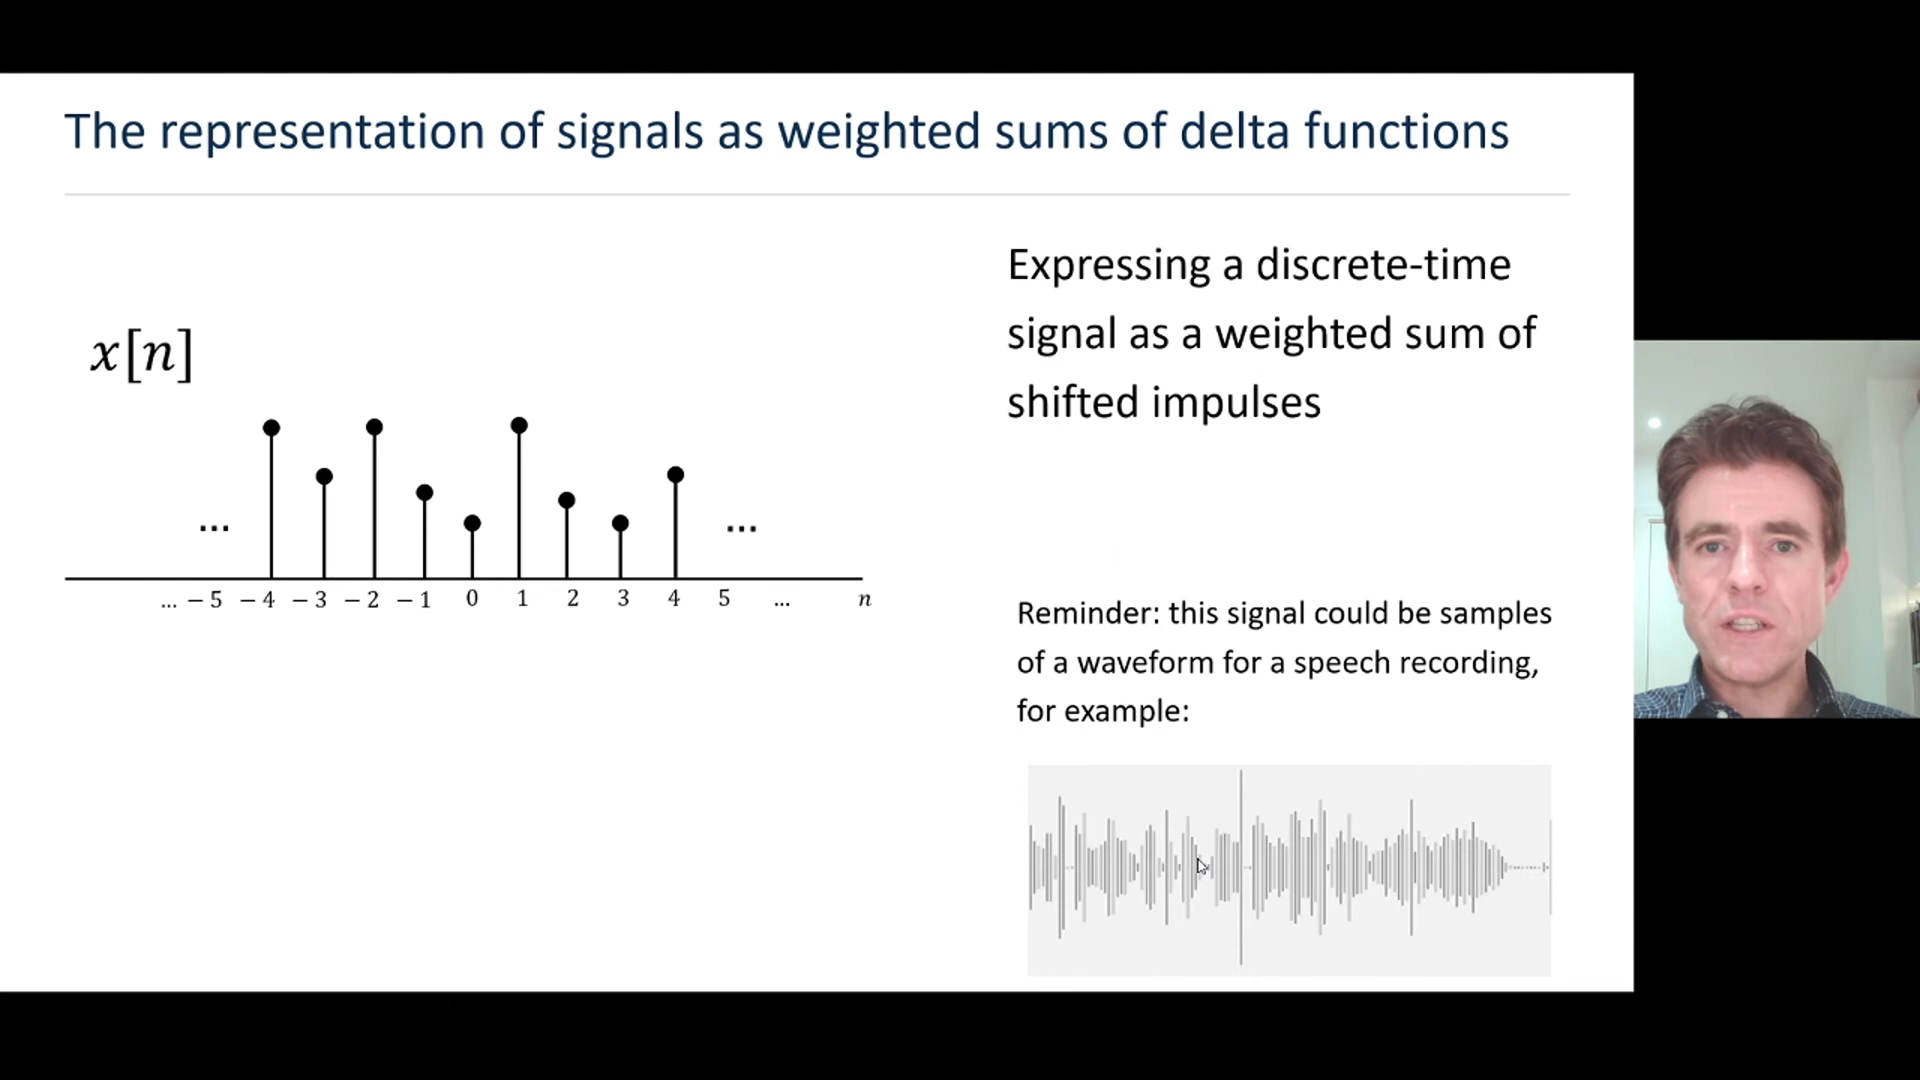 The representation of signals as weighted sums of delta functions
x[n]
Expressing a discrete-time
signal as a weighted sum of
shifted impulses
... ...
... −5 −4 −3 −2 −1 0 1 2 3 4 5 ... n
Reminder: this signal could be samples
of a waveform for a speech recording,
for example: